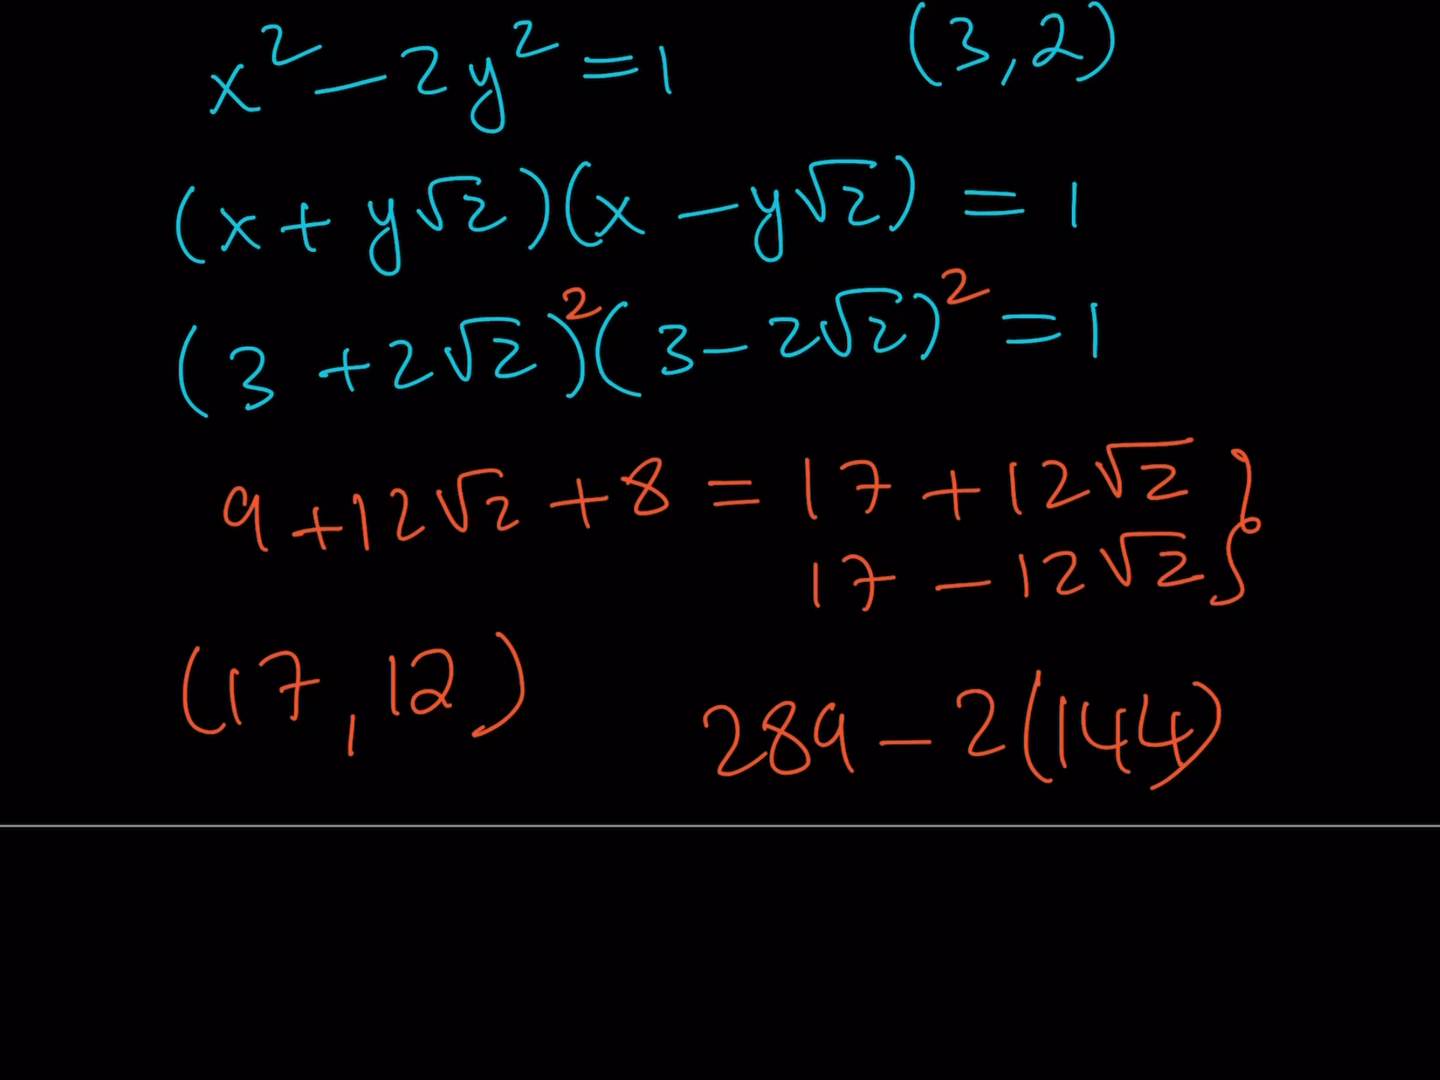 x² − 2y² = 1 (3,2)
(x + y√2)(x − y√2) = 1
(3 + 2√2)²(3 − 2√2)² = 1
9 + 12√2 + 8 = 17 + 12√2 }
17 − 12√2
(17, 12) 289 − 2(144)